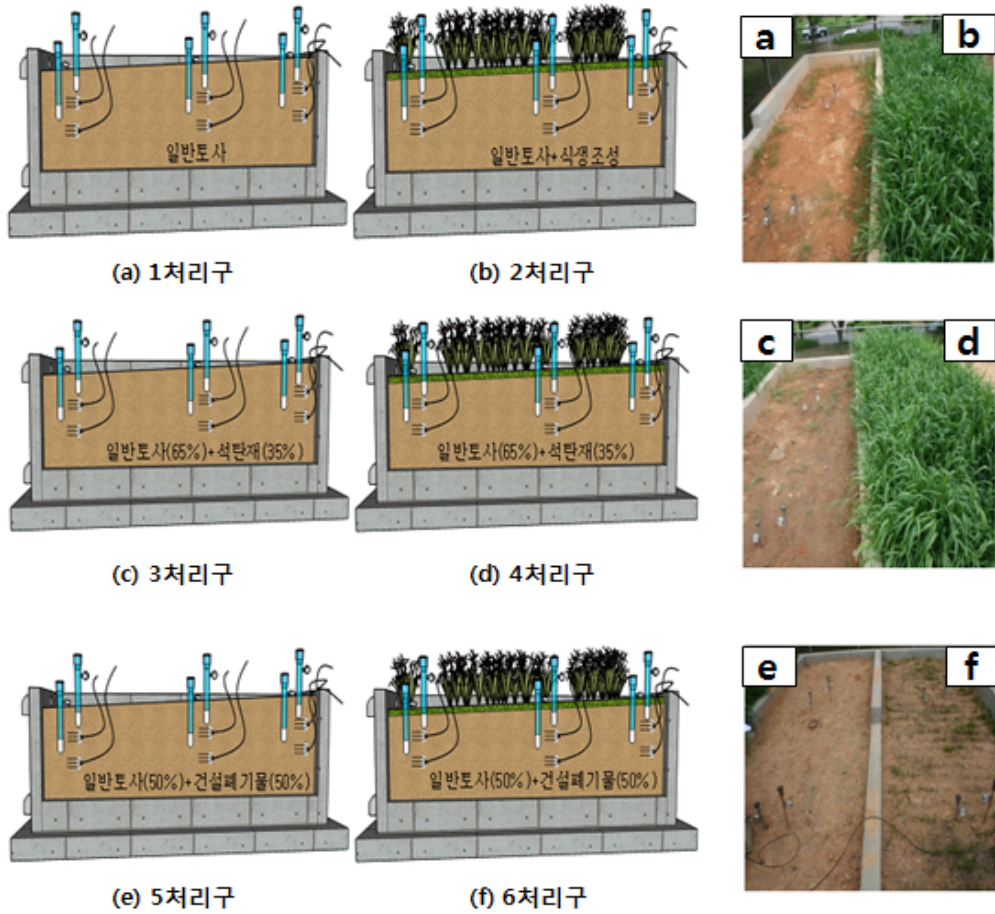 일반토사
일반토사+식생조성
a
b
(a) 1처리구
(b) 2처리구
일반토사(65%)+석탄재(35%)
일반토사(65%)+석탄재(35%)
c
d
(c) 3처리구
(d) 4처리구
일반토사(50%)+건설폐기물(50%)
일반토사(50%)+건설폐기물(50%)
e
f
(e) 5처리구
(f) 6처리구